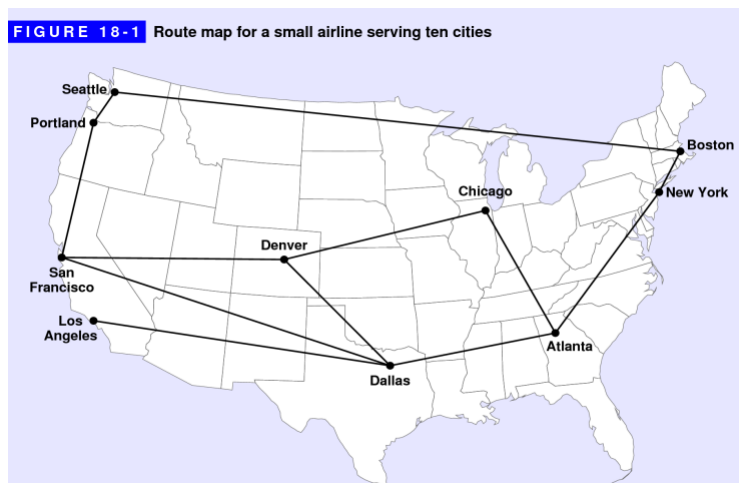 FIGURE 18-1 Route map for a small airline serving ten cities
Seattle
Portland
Boston
New York
Chicago
Denver
San
Francisco
Los
Angeles
Atlanta
Dallas